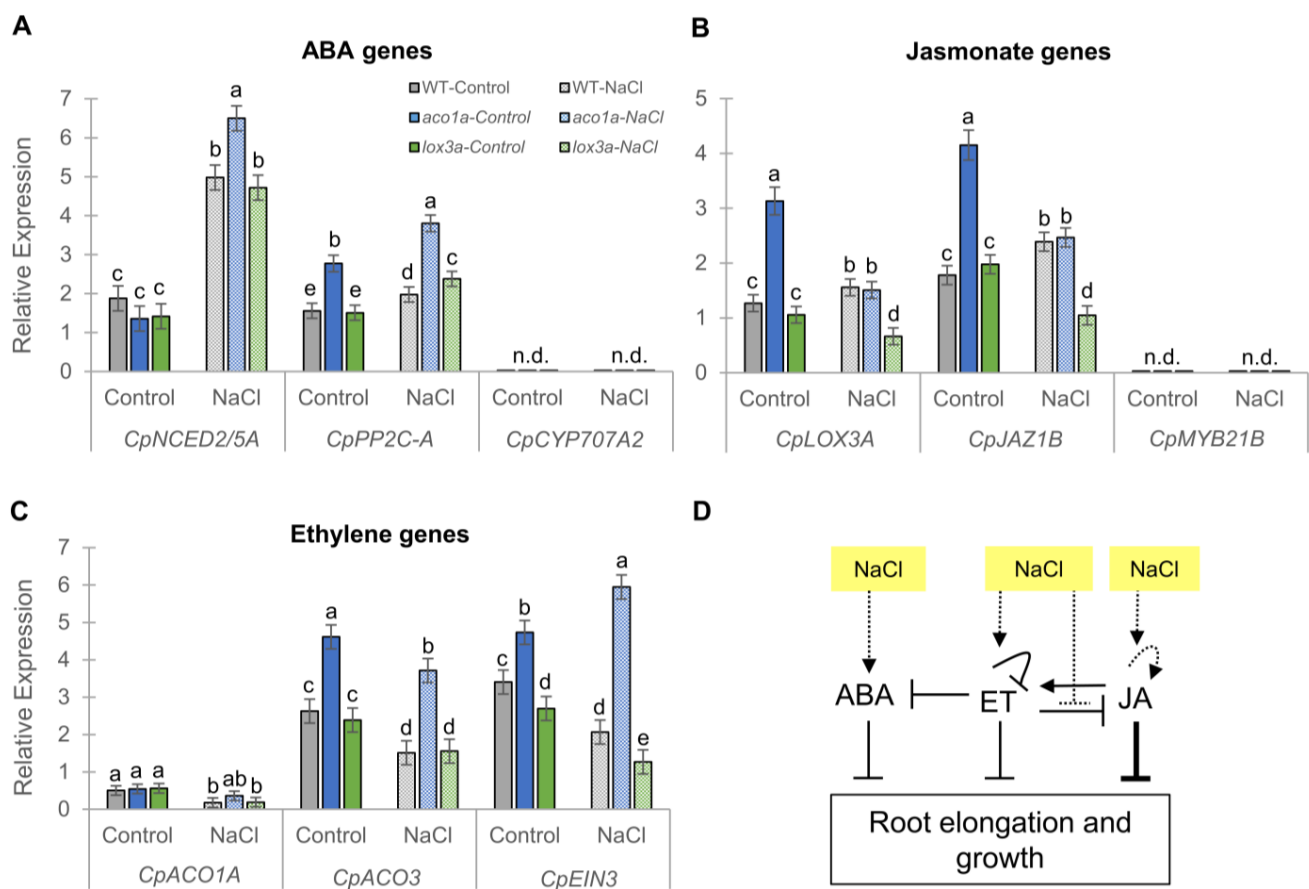 A
ABA genes
WT-Control WT-NaCl
aco1a-Control aco1a-NaCl
lox3a-Control lox3a-NaCl
Relative Expression
7
6
5
4
3
2
1
0
c c c b a b e b e d a c n.d. n.d.
Control NaCl Control NaCl Control NaCl
CpNCED2/5A CpPP2C-A CpCYP707A2
B
Jasmonate genes
5
4
3
2
1
0
c a c b b d c a c b b d n.d. n.d.
Control NaCl Control NaCl Control NaCl
CpLOX3A CpJAZ1B CpMYB21B
C
Ethylene genes
Relative Expression
7
6
5
4
3
2
1
0
a a a b ab b c a c d b d c b d d a e
Control NaCl Control NaCl Control NaCl
CpACO1A CpACO3 CpEIN3
D
NaCl NaCl NaCl
ABA ET JA
Root elongation and
growth